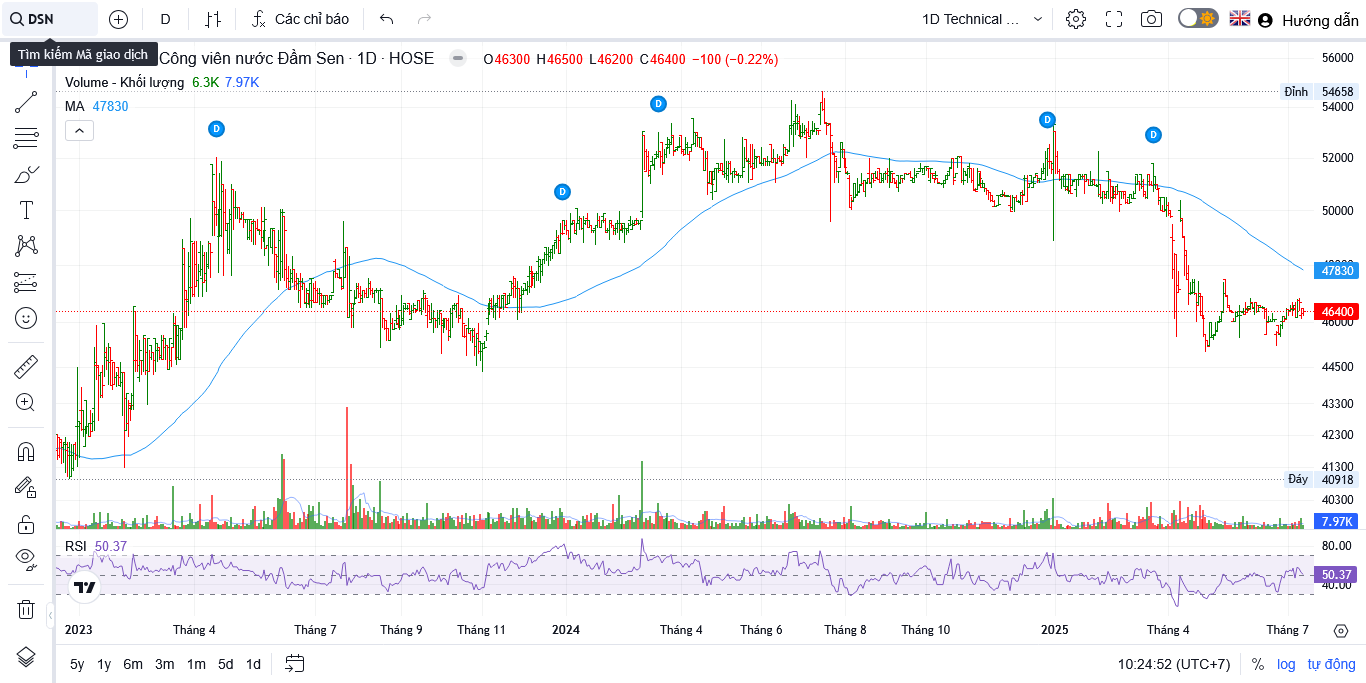 DSN
D
Các chỉ báo
1D Technical ...
Hướng dẫn
Tìm kiếm Mã giao dịch
Công viên nước Đầm Sen · 1D · HOSE
O46300 H46500 L46200 C46400 −100 (−0.22%)
Volume - Khối lượng 6.3K 7.97K
MA 47830
D
D
D
D
D
56000
Đỉnh 54658
54000
52000
50000
47830
46400
46000
44500
43300
42300
41300
Đáy 40918
40300
7.97K
RSI 50.37
80.00
50.37
40.00
2023 Tháng 4 Tháng 7 Tháng 9 Tháng 11 2024 Tháng 4 Tháng 6 Tháng 8 Tháng 10 2025 Tháng 4 Tháng 7
5y 1y 6m 3m 1m 5d 1d
10:24:52 (UTC+7) % log tự động